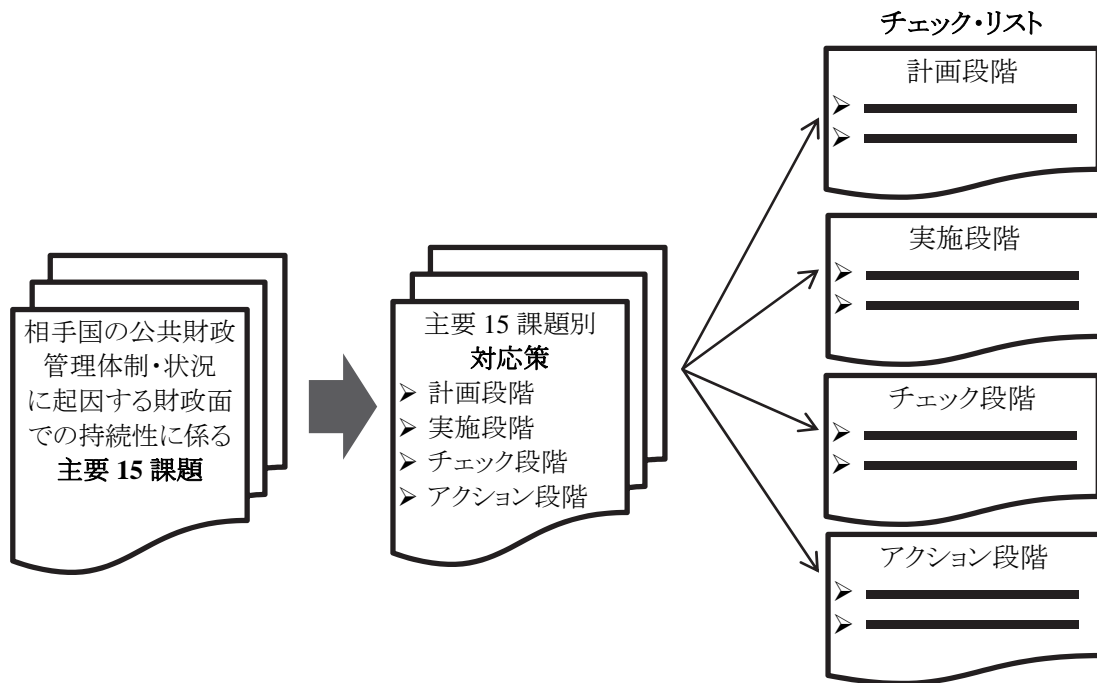 相手国の公共財政
管理体制・状況
に起因する財政面
での持続性に係る
主要 15 課題
主要 15 課題別
対応策
➢ 計画段階
➢ 実施段階
➢ チェック段階
➢ アクション段階
チェック・リスト
計画段階
実施段階
チェック段階
アクション段階